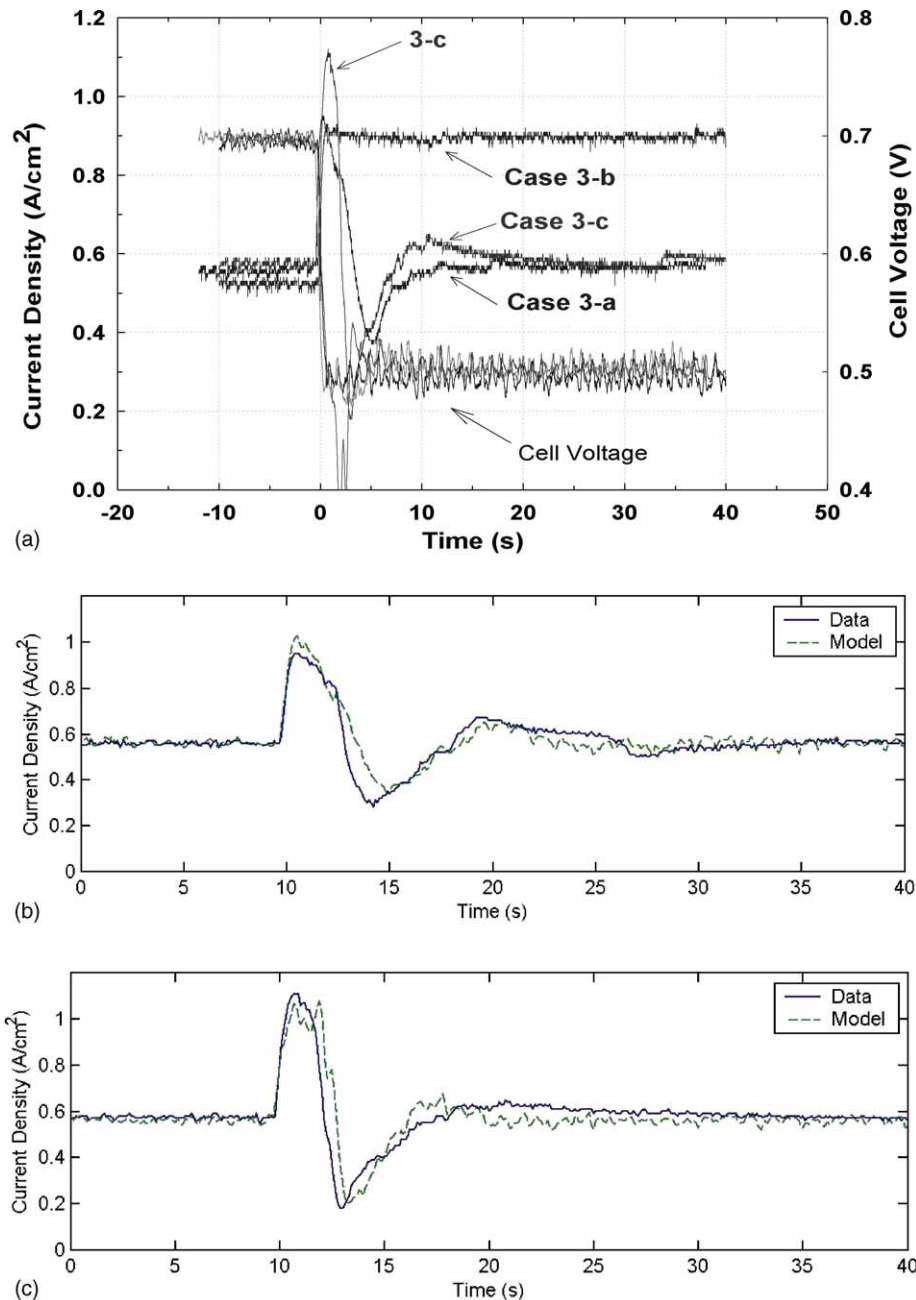 1.2
1.0
0.8
0.6
0.4
0.2
0.0
Current Density (A/cm2)
0.8
0.7
0.6
0.5
0.4
Cell Voltage (V)
3-c
Case 3-b
Case 3-c
Case 3-a
Cell Voltage
-20 -10 0 10 20 30 40 50
Time (s)
(a)
1
0.8
0.6
0.4
0.2
0
Current Density (A/cm2)
Data
Model
0 5 10 15 20 25 30 35 40
Time (s)
(b)
1
0.8
0.6
0.4
0.2
0
Current Density (A/cm2)
Data
Model
0 5 10 15 20 25 30 35 40
Time (s)
(c)